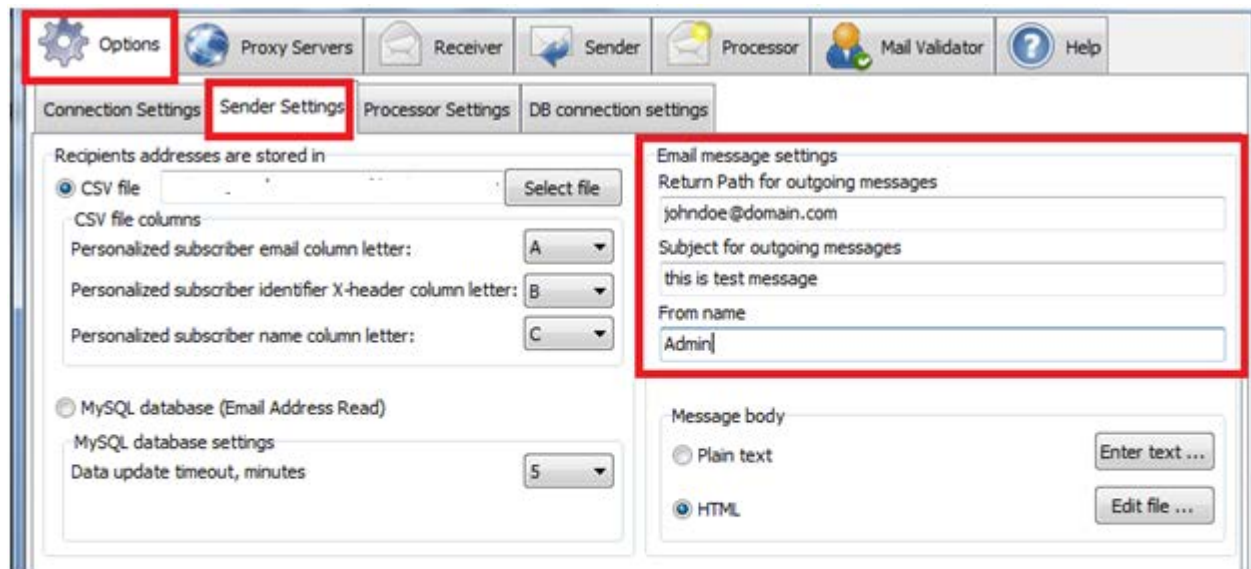 Options Proxy Servers Receiver Sender Processor Mail Validator Help
Connection Settings Sender Settings Processor Settings DB connection settings
Recipients addresses are stored in
CSV file Select file
CSV file columns
Personalized subscriber email column letter: A
Personalized subscriber identifier X-header column letter: B
Personalized subscriber name column letter: C
MySQL database (Email Address Read)
MySQL database settings
Data update timeout, minutes 5
Email message settings
Return Path for outgoing messages
johndoe@domain.com
Subject for outgoing messages
this is test message
From name
Admin
Message body
Plain text Enter text ...
HTML Edit file ...